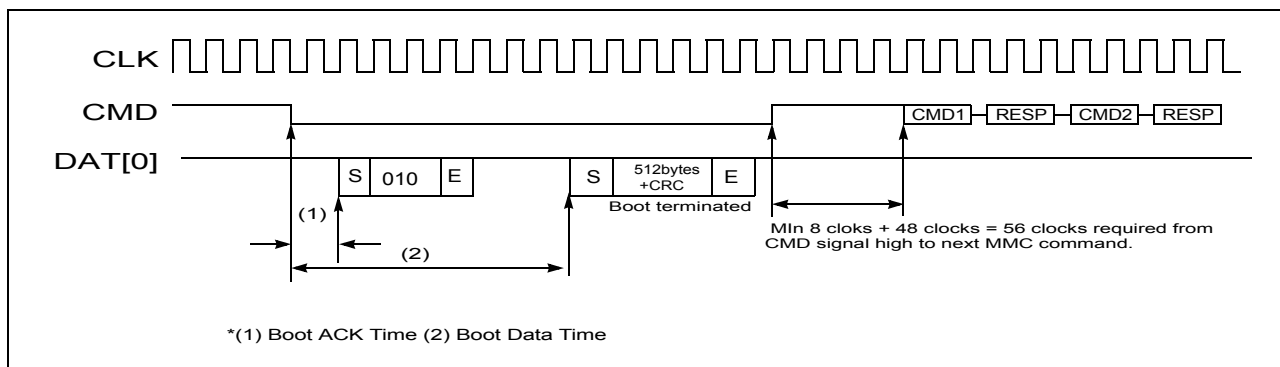 CLK
CMD
CMD1 RESP CMD2 RESP
DAT[0]
S 010 E S 512bytes +CRC E
Boot terminated
(1)
(2)
MIn 8 cloks + 48 clocks = 56 clocks required from
CMD signal high to next MMC command.
*(1) Boot ACK Time (2) Boot Data Time